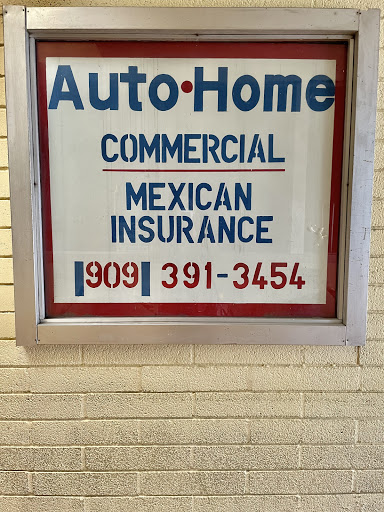 Auto•Home
COMMERCIAL
MEXICAN
INSURANCE
|909| 391-3454